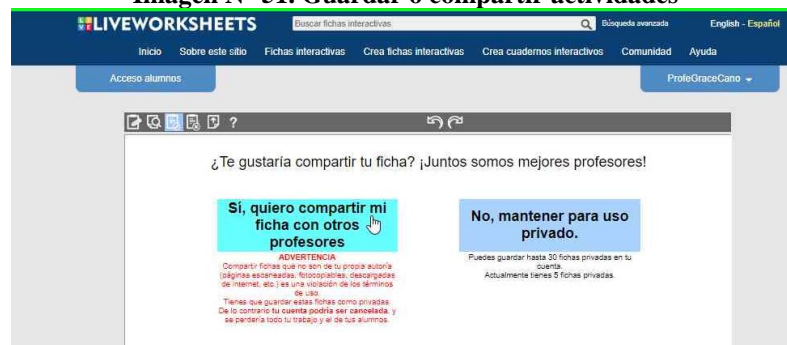 Imagen N° 31. Guardar o compartir actividades
LIVEWORKSHEETS
Buscar fichas interactivas
Búsqueda avanzada
English - Español
Inicio Sobre este sitio Fichas interactivas Crea fichas interactivas Crea cuadernos interactivos Comunidad Ayuda
Acceso alumnos
ProfeGraceCano
?
¿Te gustaría compartir tu ficha? ¡Juntos somos mejores profesores!
Sí, quiero compartir mi
ficha con otros
profesores
ADVERTENCIA
Compartir fichas que no son de tu propia autoría
(páginas escaneadas, fotocopiables, descargadas
de internet, etc.) es una violación de los términos
de uso.
Tienes que guardar estas fichas como privadas.
De lo contrario tu cuenta podría ser cancelada, y
se perdería todo tu trabajo y el de tus alumnos.
No, mantener para uso
privado.
Puedes guardar hasta 30 fichas privadas en tu
cuenta.
Actualmente tienes 5 fichas privadas.